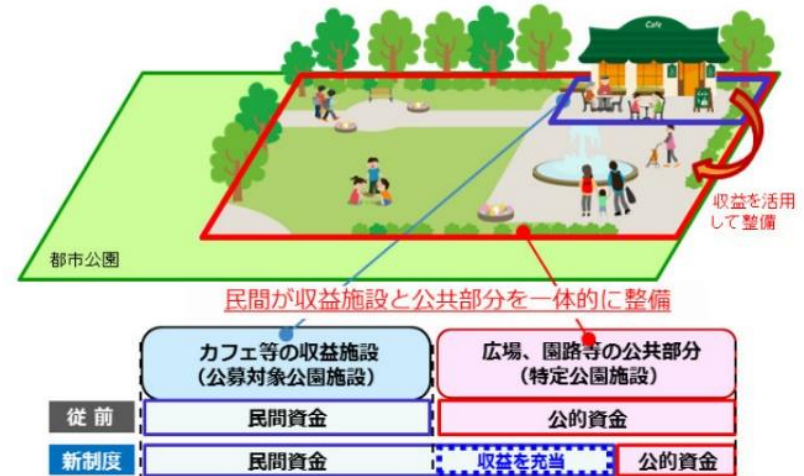 Cafe
収益を活用
して整備
都市公園
民間が収益施設と公共部分を一体的に整備
カフェ等の収益施設
(公募対象公園施設)
広場、園路等の公共部分
(特定公園施設)
従前
民間資金
公的資金
新制度
民間資金
収益を充当
公的資金